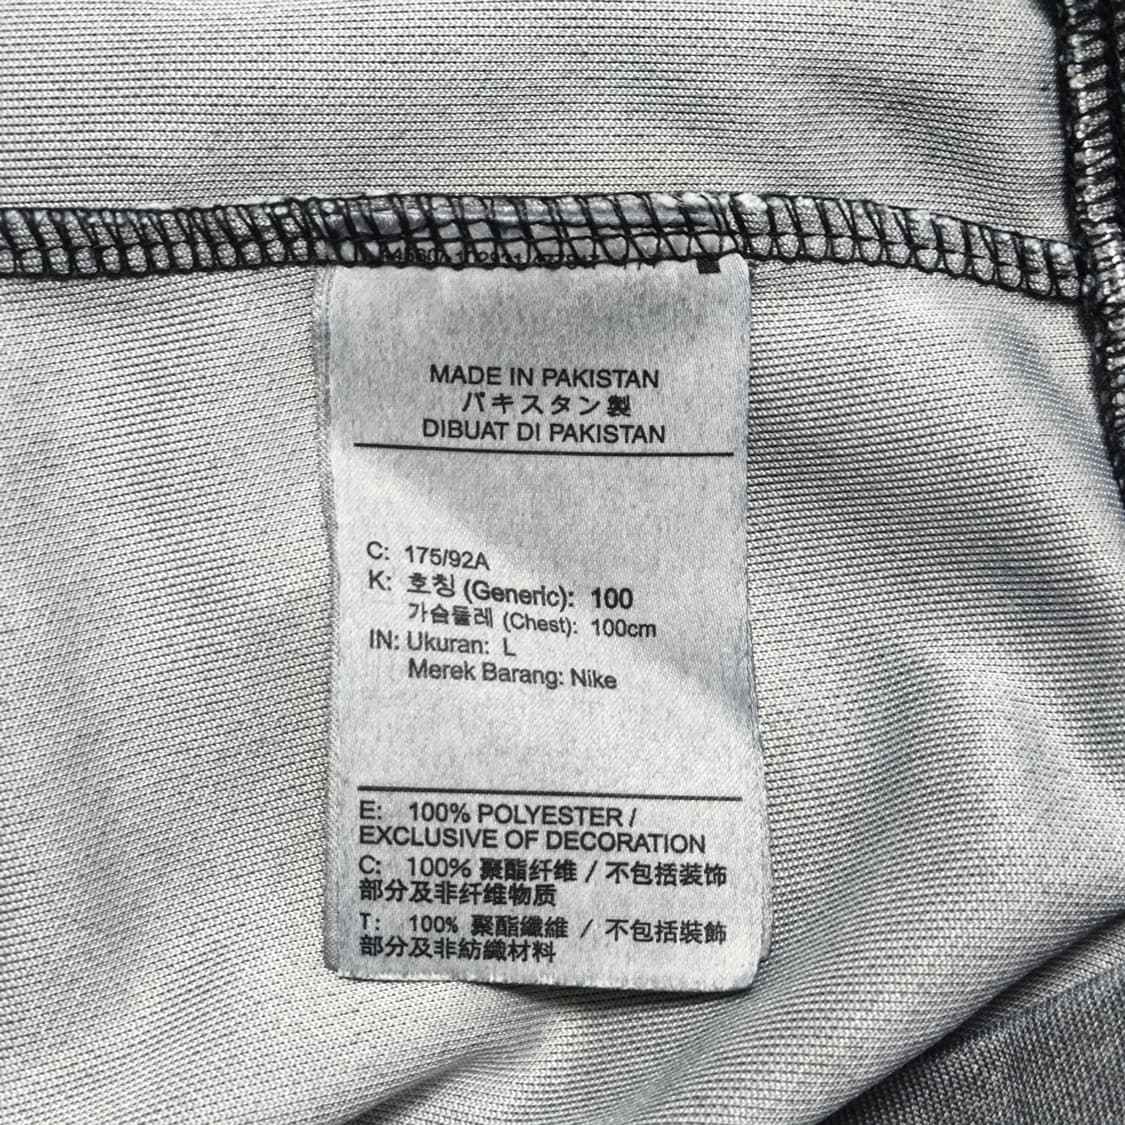 MADE IN PAKISTAN
パキスタン製
DIBUAT DI PAKISTAN
C: 175/92A
K: 호칭 (Generic): 100
가슴둘레 (Chest): 100cm
IN: Ukuran: L
Merek Barang: Nike
E: 100% POLYESTER /
EXCLUSIVE OF DECORATION
C: 100% 聚酯纤维 / 不包括装饰
部分及非纤维物质
T: 100% 聚酯纖維 / 不包括裝飾
部分及非紡織材料